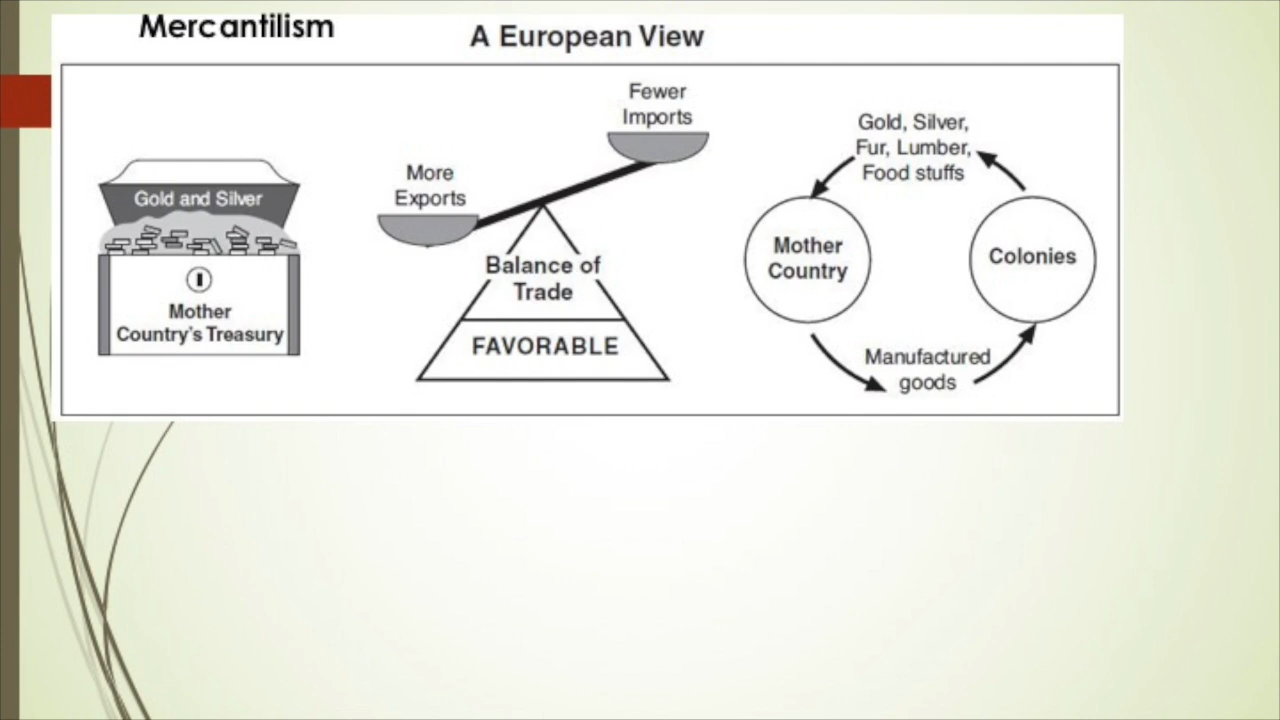 Mercantilism
A European View
Gold and Silver
Mother
Country's Treasury
More
Exports
Fewer
Imports
Balance of
Trade
FAVORABLE
Gold, Silver,
Fur, Lumber,
Food stuffs
Mother
Country
Colonies
Manufactured
goods